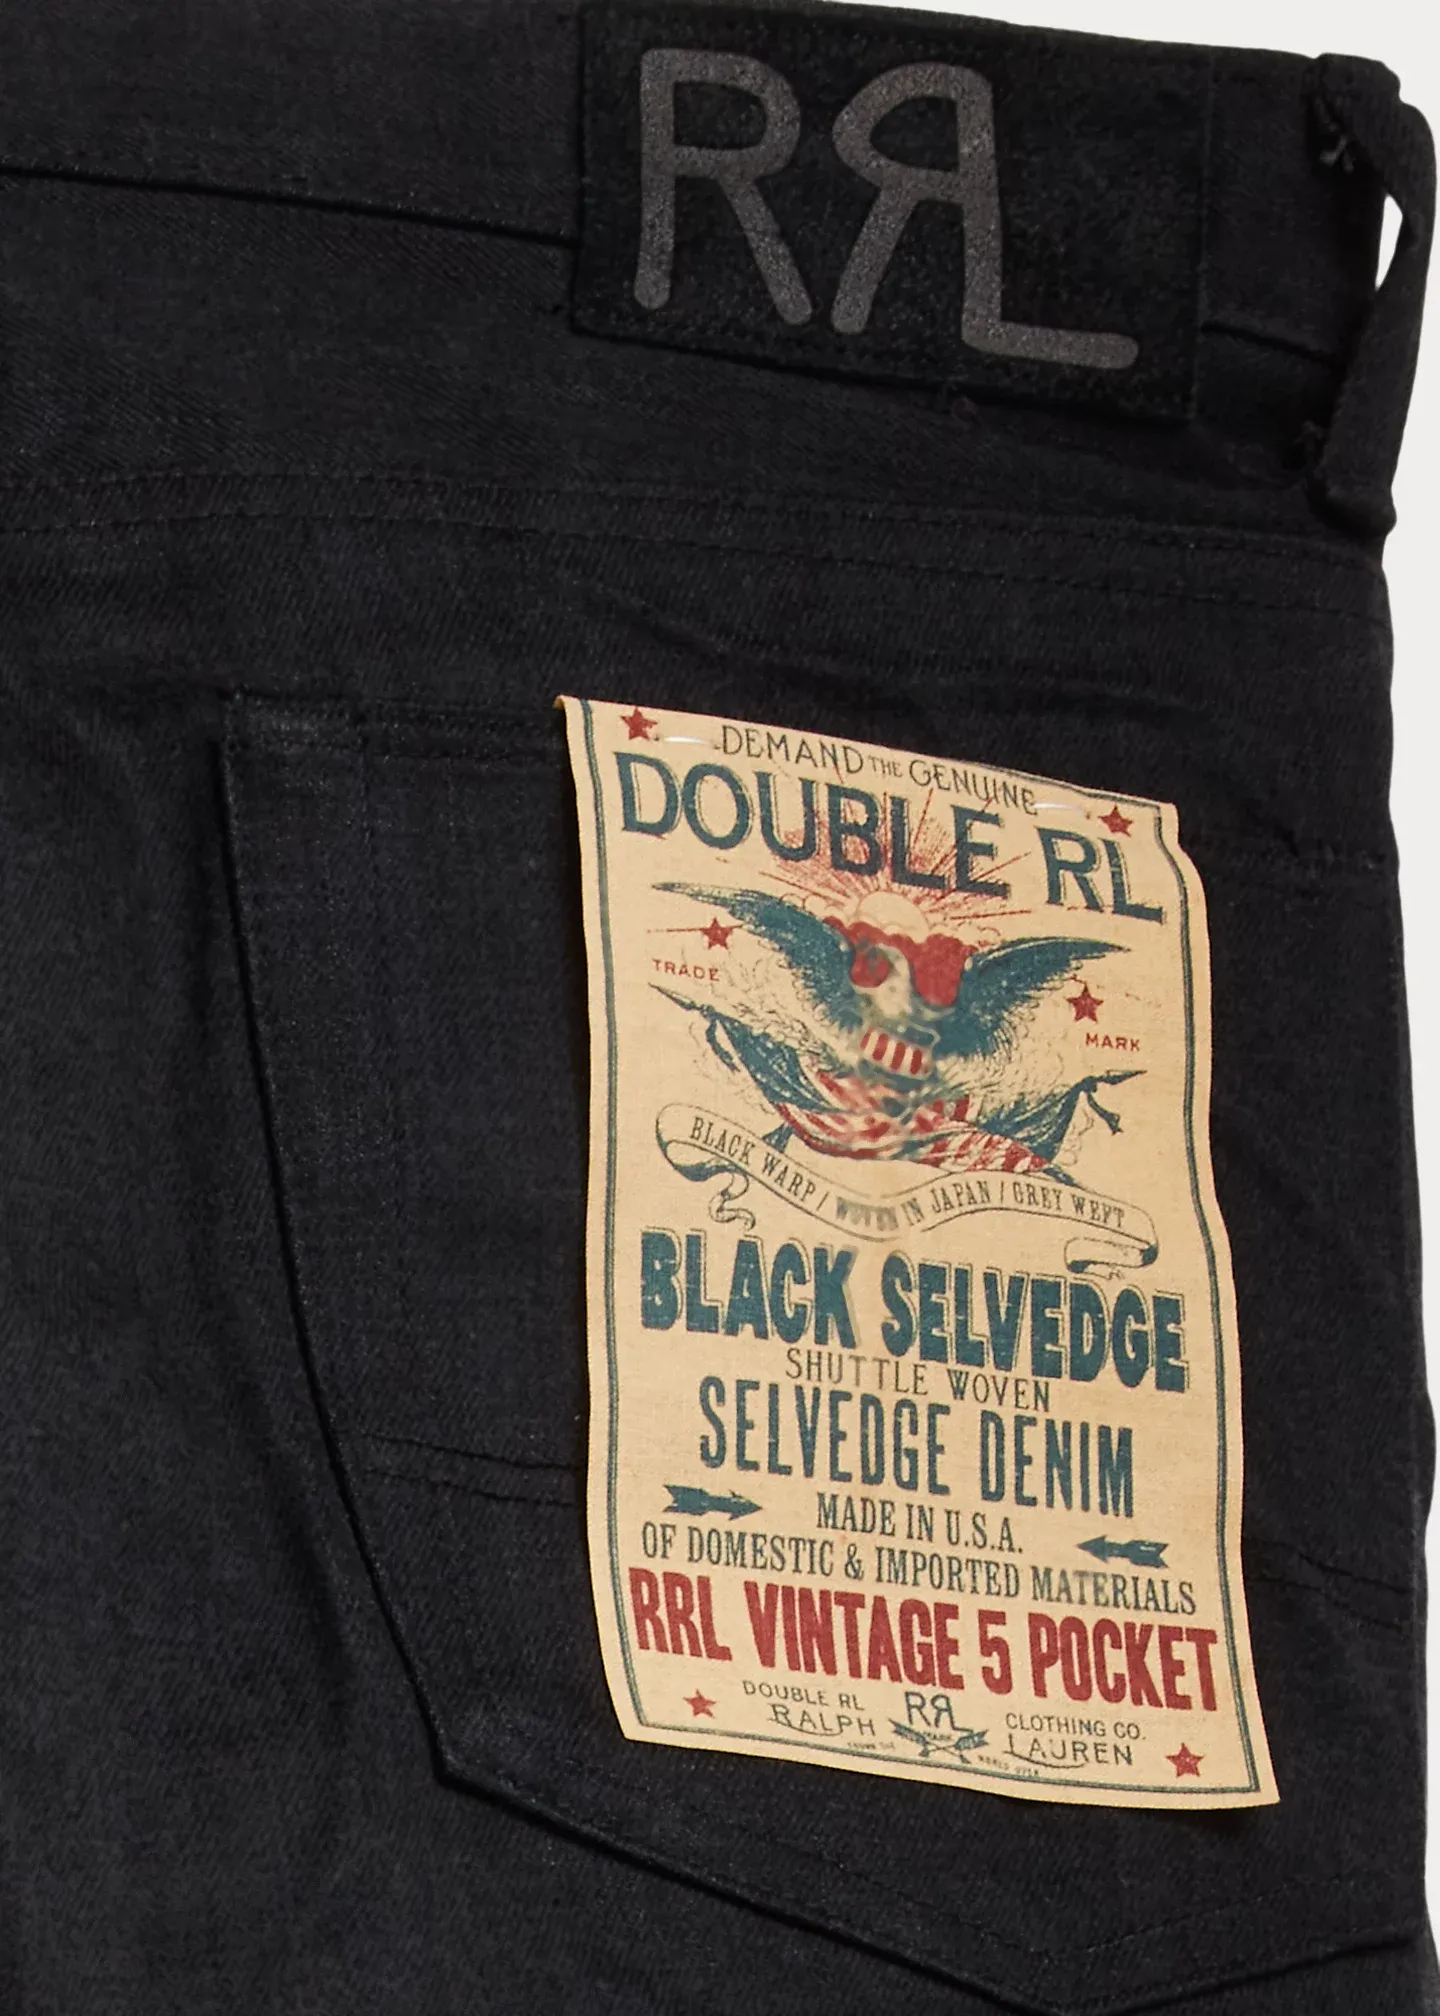 RRL
DEMAND THE GENUINE
DOUBLE RL
TRADE
MARK
BLACK WARP / WOVEN IN JAPAN / GREY WEFT
BLACK SELVEDGE
SHUTTLE WOVEN
SELVEDGE DENIM
MADE IN U.S.A.
OF DOMESTIC & IMPORTED MATERIALS
RRL VINTAGE 5 POCKET
DOUBLE RL RRL CLOTHING CO.
RALPH MARK LAUREN